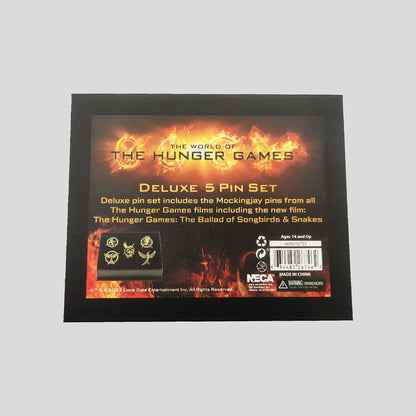 THE WORLD OF
THE HUNGER GAMES
DELUXE 5 PIN SET
Deluxe pin set includes the Mockingjay pins from all
The Hunger Games films including the new film:
The Hunger Games: The Ballad of Songbirds & Snakes
Ages 14 and Up
NECA
MADE IN CHINA
WARNING:
Lions Gate Entertainment Inc. All Rights Reserved.